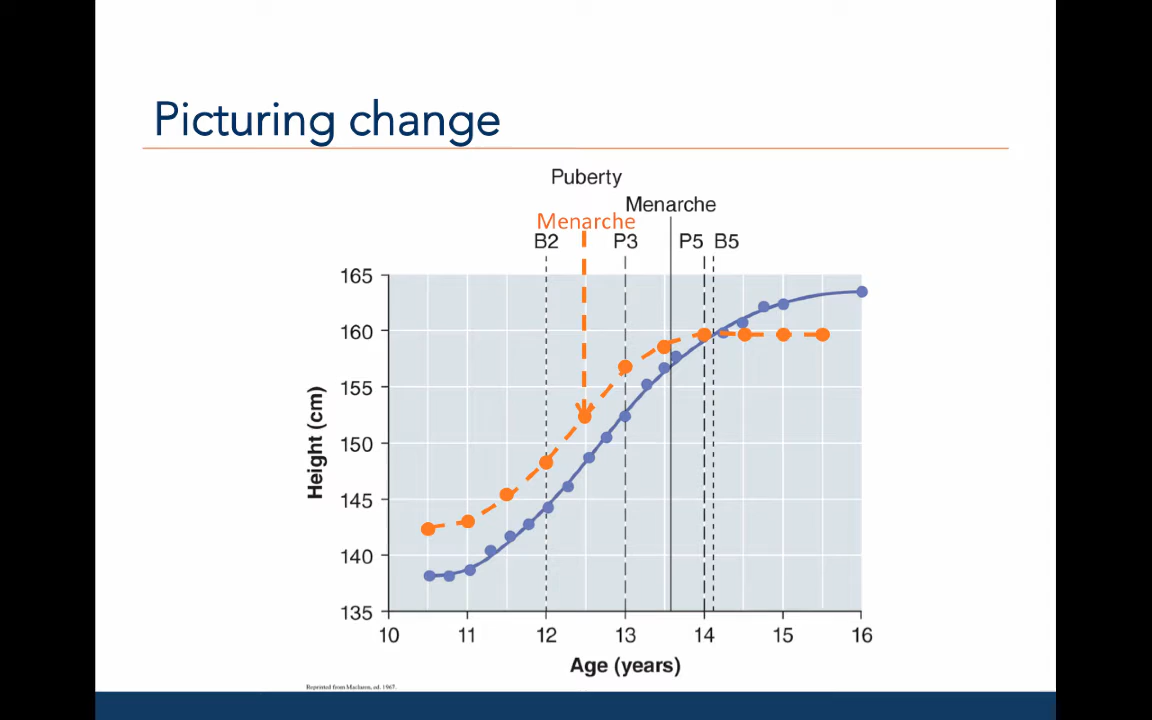 Picturing change
Puberty
Menarche
Menarche
B2 P3 P5 B5
165
160
155
150
145
140
135
Height (cm)
10 11 12 13 14 15 16
Age (years)